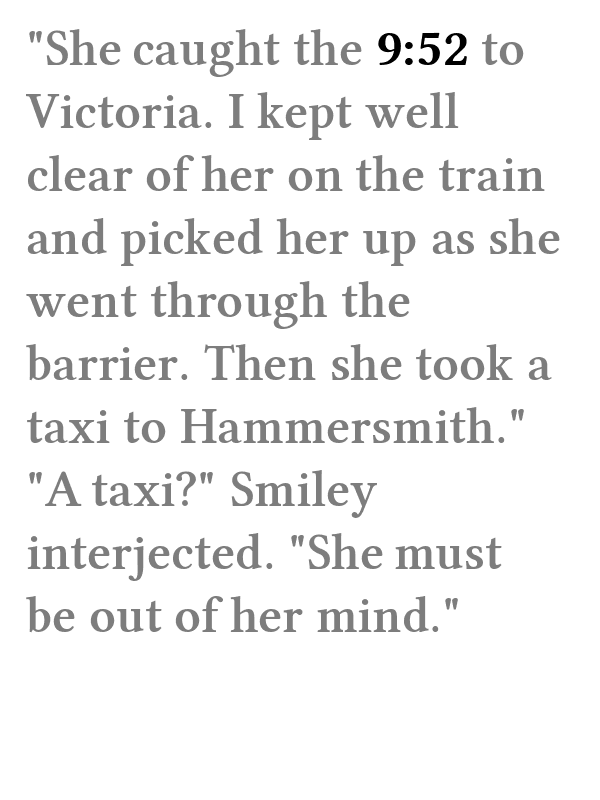 "She caught the 9:52 to
Victoria. I kept well
clear of her on the train
and picked her up as she
went through the
barrier. Then she took a
taxi to Hammersmith."
"A taxi?" Smiley
interjected. "She must
be out of her mind."